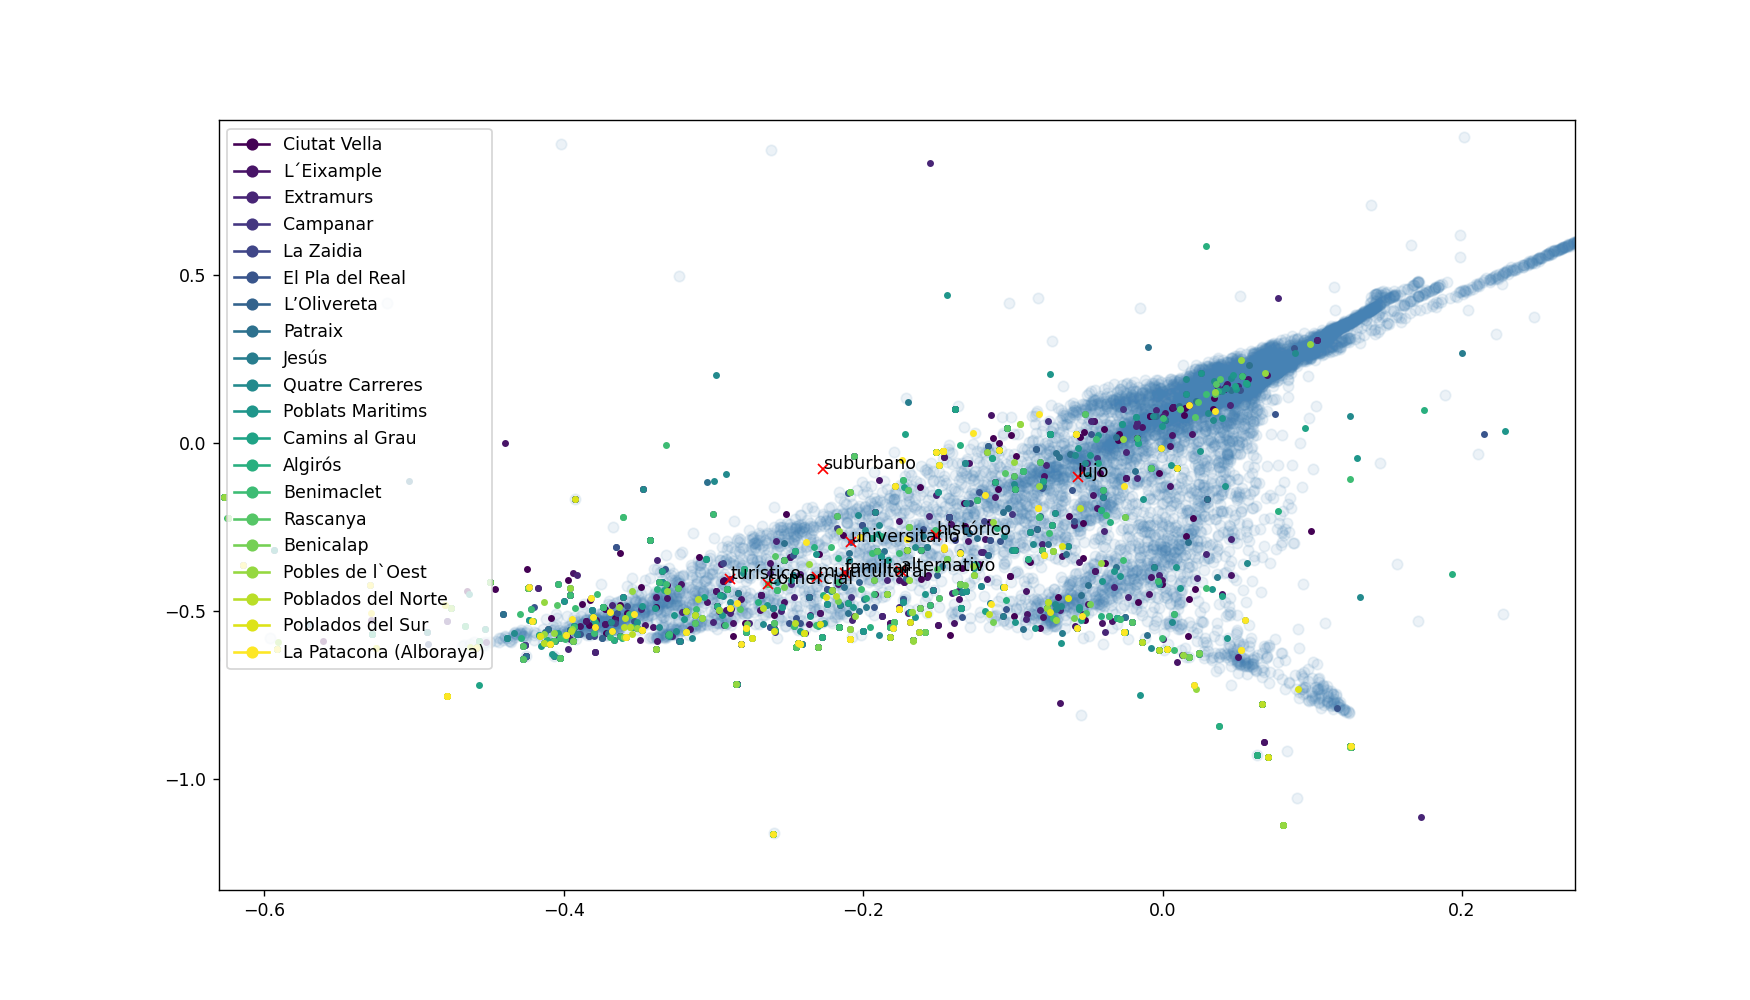 Ciutat Vella
L´Eixample
Extramurs
Campanar
La Zaidia
El Pla del Real
L’Olivereta
Patraix
Jesús
Quatre Carreres
Poblats Maritims
Camins al Grau
Algirós
Benimaclet
Rascanya
Benicalap
Pobles de l`Oest
Poblados del Norte
Poblados del Sur
La Patacona (Alboraya)
0.5
0.0
−0.5
−1.0
suburbano
lujo
histórico
universitario
alternativo
familiar
multicultural
turístico
comercial
−0.6
−0.4
−0.2
0.0
0.2